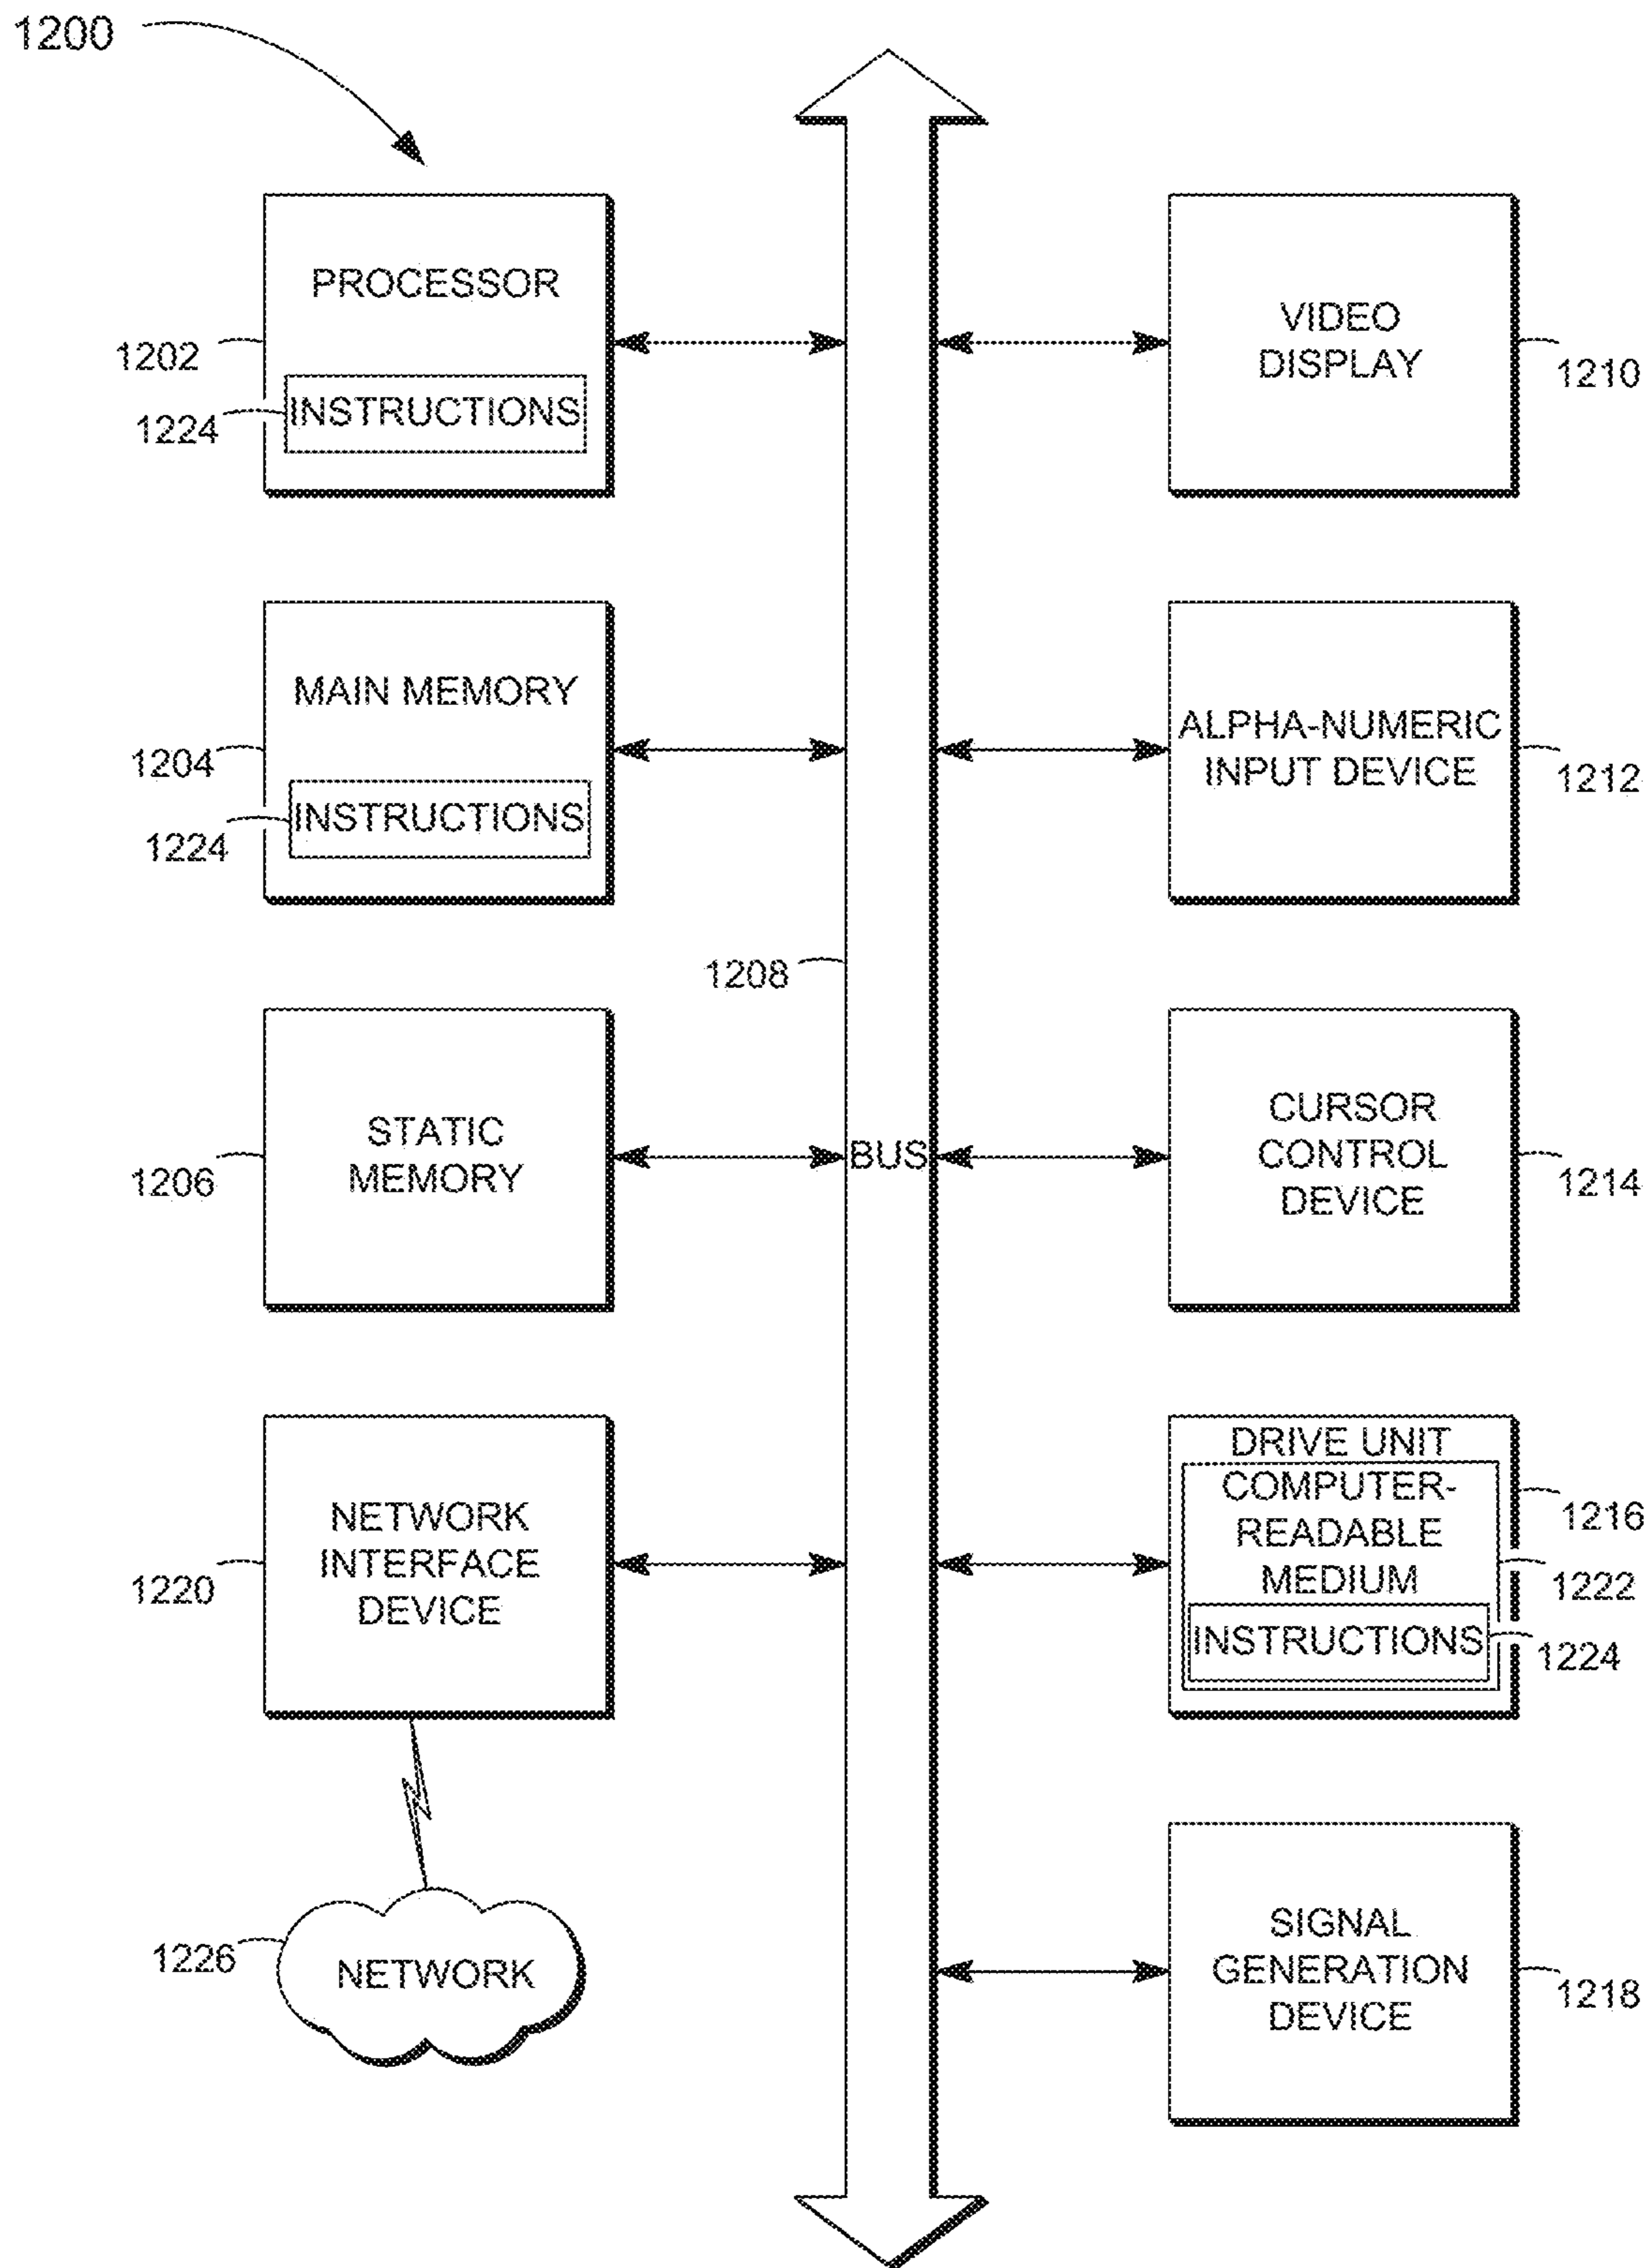 1200
PROCESSOR
1202
INSTRUCTIONS
1224
MAIN MEMORY
1204
INSTRUCTIONS
1224
STATIC
MEMORY
1206
NETWORK
INTERFACE
DEVICE
1220
NETWORK
1226
1208
BUS
VIDEO
DISPLAY
1210
ALPHA-NUMERIC
INPUT DEVICE
1212
CURSOR
CONTROL
DEVICE
1214
DRIVE UNIT
1216
COMPUTER-
READABLE
MEDIUM
1222
INSTRUCTIONS
1224
SIGNAL
GENERATION
DEVICE
1218